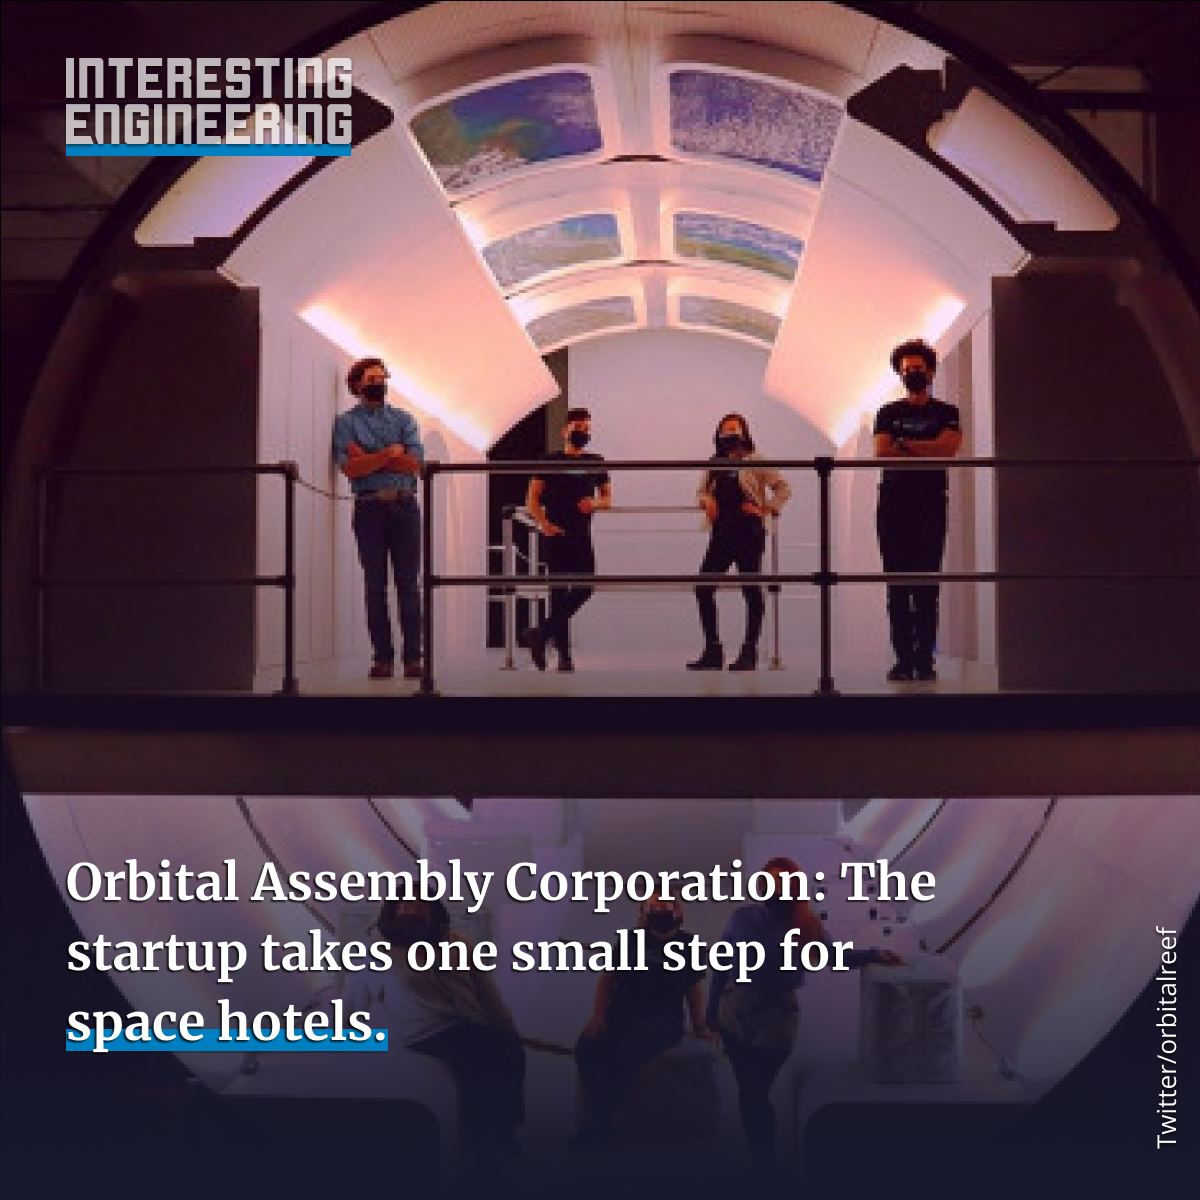 INTERESTING
ENGINEERING
Orbital Assembly Corporation: The
startup takes one small step for
space hotels.
Twitter/orbitalreef